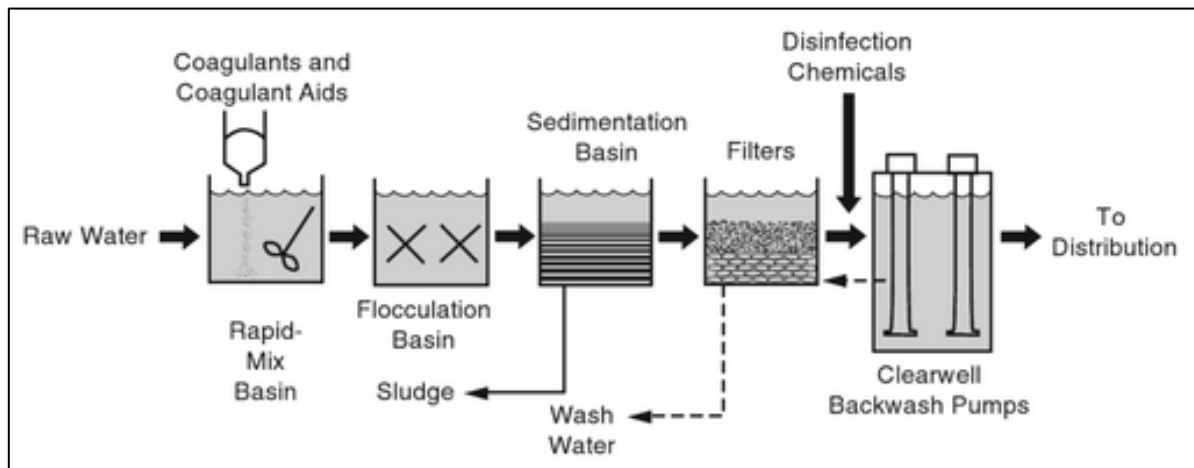 Coagulants and
Coagulant Aids
Disinfection
Chemicals
Sedimentation
Basin
Filters
Raw Water
To
Distribution
Rapid-
Mix
Basin
Flocculation
Basin
Sludge
Wash
Water
Clearwell
Backwash Pumps